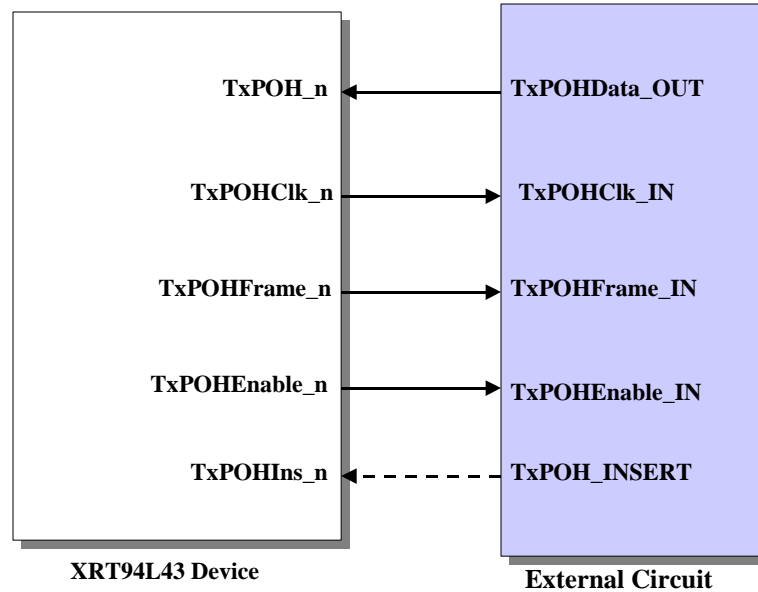 TxPOH_n
TxPOHData_OUT
TxPOHClk_n
TxPOHClk_IN
TxPOHFrame_n
TxPOHFrame_IN
TxPOHEnable_n
TxPOHEnable_IN
TxPOHIns_n
TxPOH_INSERT
XRT94L43 Device
External Circuit